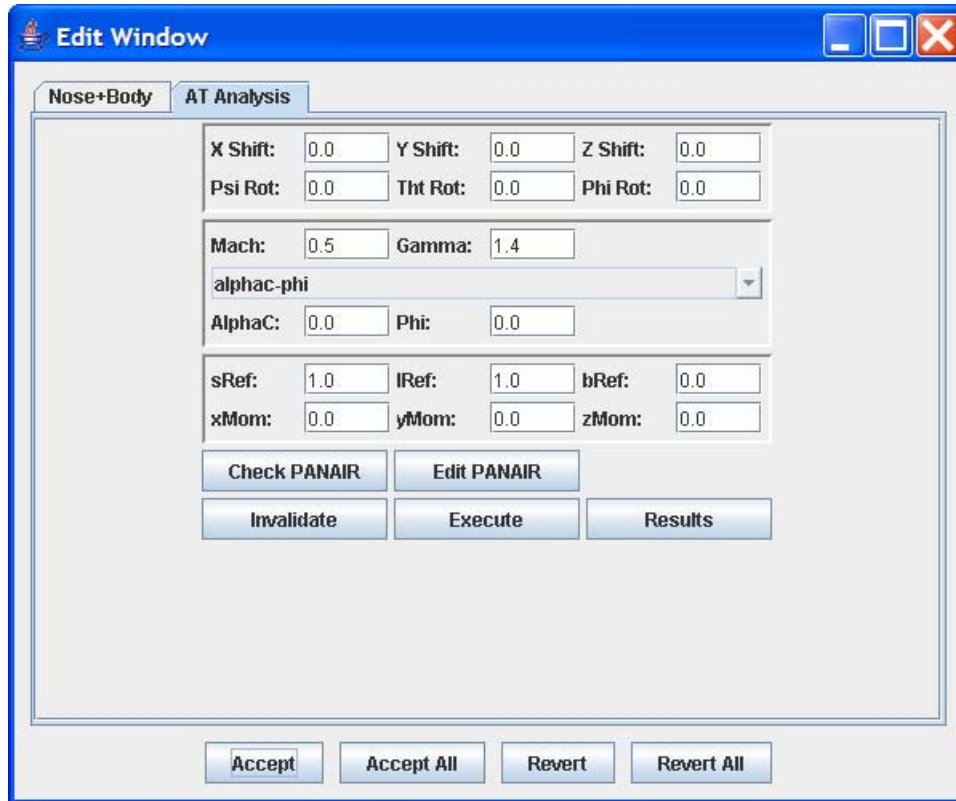 Edit Window
Nose+Body AT Analysis
X Shift: 0.0 Y Shift: 0.0 Z Shift: 0.0
Psi Rot: 0.0 Tht Rot: 0.0 Phi Rot: 0.0
Mach: 0.5 Gamma: 1.4
alphac-phi
AlphaC: 0.0 Phi: 0.0
sRef: 1.0 lRef: 1.0 bRef: 0.0
xMom: 0.0 yMom: 0.0 zMom: 0.0
Check PANAIR Edit PANAIR
Invalidate Execute Results
Accept Accept All Revert Revert All